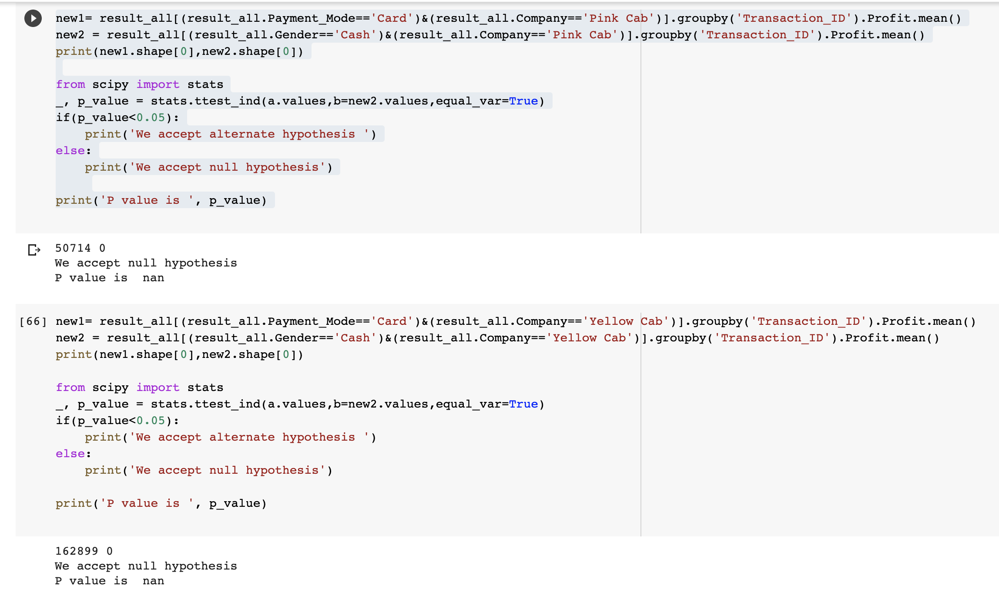 new1= result_all[(result_all.Payment_Mode=='Card')&(result_all.Company=='Pink Cab')].groupby('Transaction_ID').Profit.mean()
new2 = result_all[(result_all.Gender=='Cash')&(result_all.Company=='Pink Cab')].groupby('Transaction_ID').Profit.mean()
print(new1.shape[0],new2.shape[0])
from scipy import stats
_, p_value = stats.ttest_ind(a.values,b=new2.values,equal_var=True)
if(p_value<0.05):
    print('We accept alternate hypothesis ')
else:
    print('We accept null hypothesis')
print('P value is ', p_value)
50714 0
We accept null hypothesis
P value is  nan
[66] new1= result_all[(result_all.Payment_Mode=='Card')&(result_all.Company=='Yellow Cab')].groupby('Transaction_ID').Profit.mean()
new2 = result_all[(result_all.Gender=='Cash')&(result_all.Company=='Yellow Cab')].groupby('Transaction_ID').Profit.mean()
print(new1.shape[0],new2.shape[0])
from scipy import stats
_, p_value = stats.ttest_ind(a.values,b=new2.values,equal_var=True)
if(p_value<0.05):
    print('We accept alternate hypothesis ')
else:
    print('We accept null hypothesis')
print('P value is ', p_value)
162899 0
We accept null hypothesis
P value is  nan